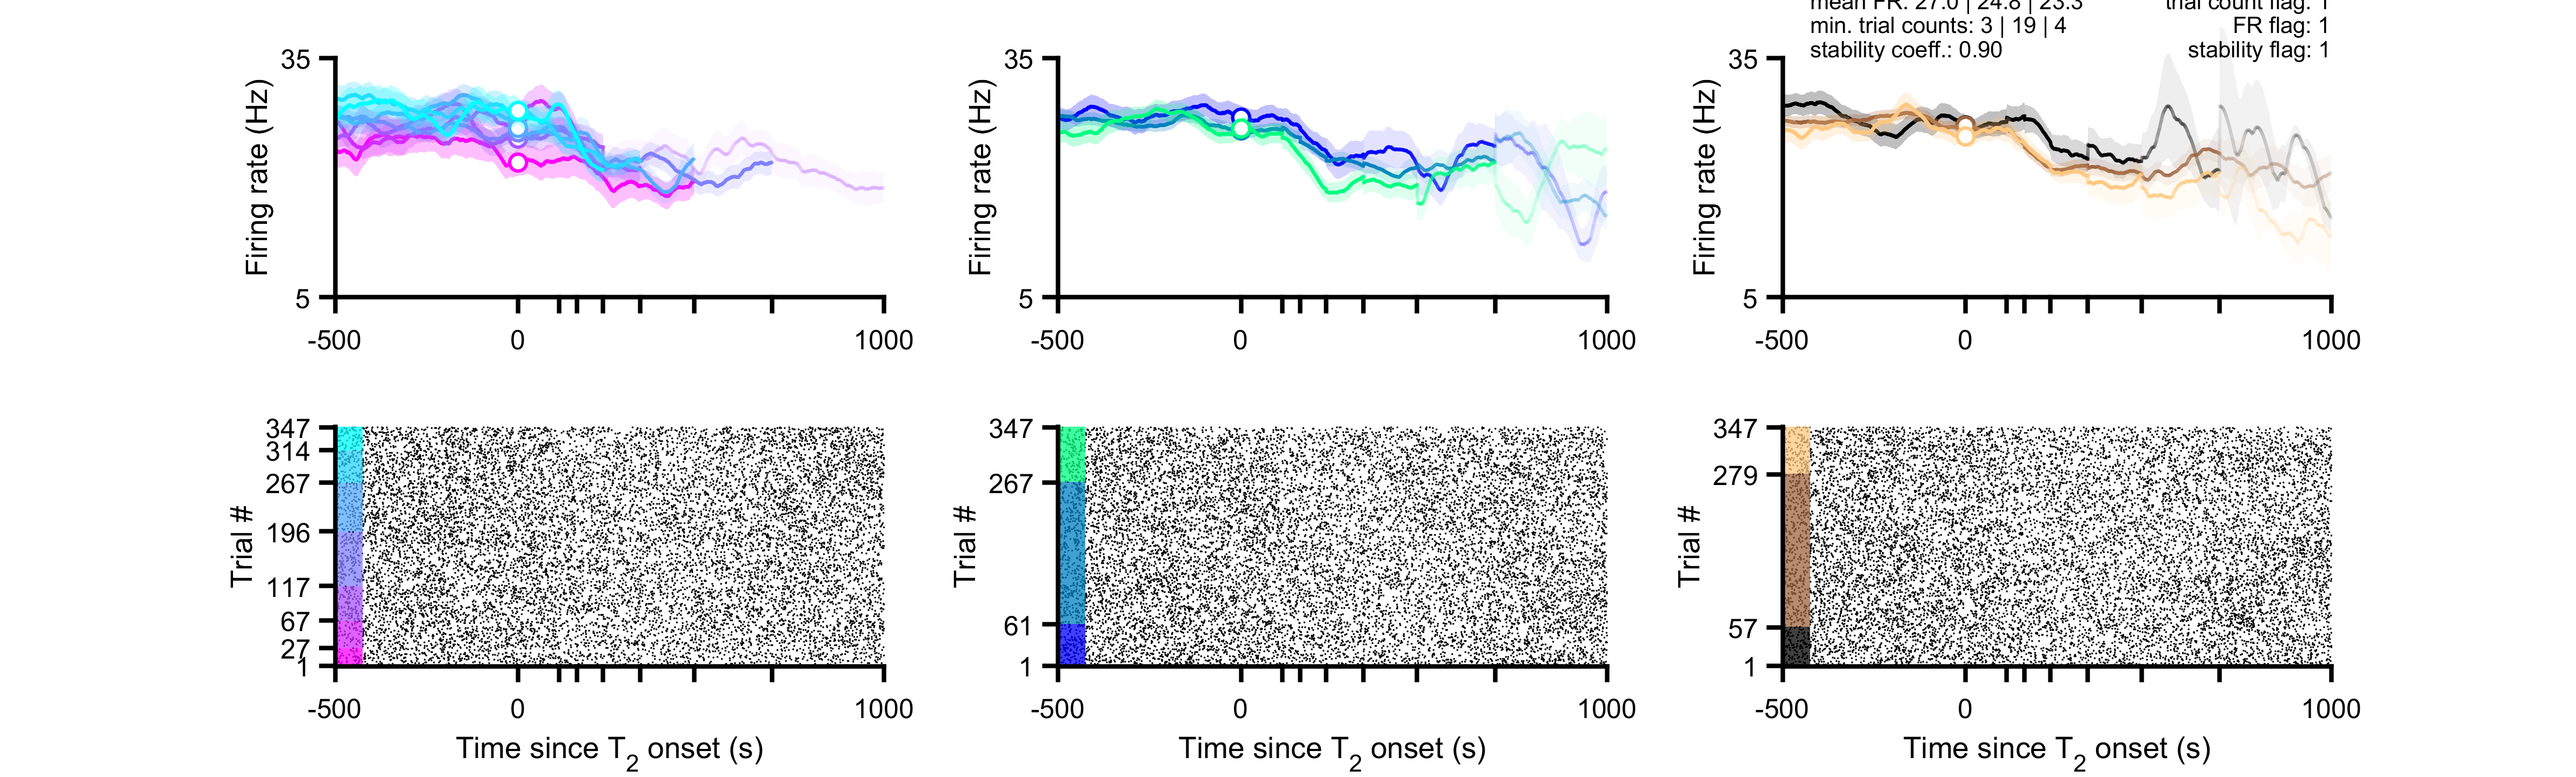 mean FR: 27.0 | 24.8 | 23.3 trial count flag: 1
min. trial counts: 3 | 19 | 4 FR flag: 1
stability coeff.: 0.90 stability flag: 1
35
Firing rate (Hz)
5
-500 0 1000
35
Firing rate (Hz)
5
-500 0 1000
35
Firing rate (Hz)
5
-500 0 1000
347
314
267
196
117
67
27
1
Trial #
-500 0 1000
Time since T2 onset (s)
347
267
61
1
Trial #
-500 0 1000
Time since T2 onset (s)
347
279
57
1
Trial #
-500 0 1000
Time since T2 onset (s)